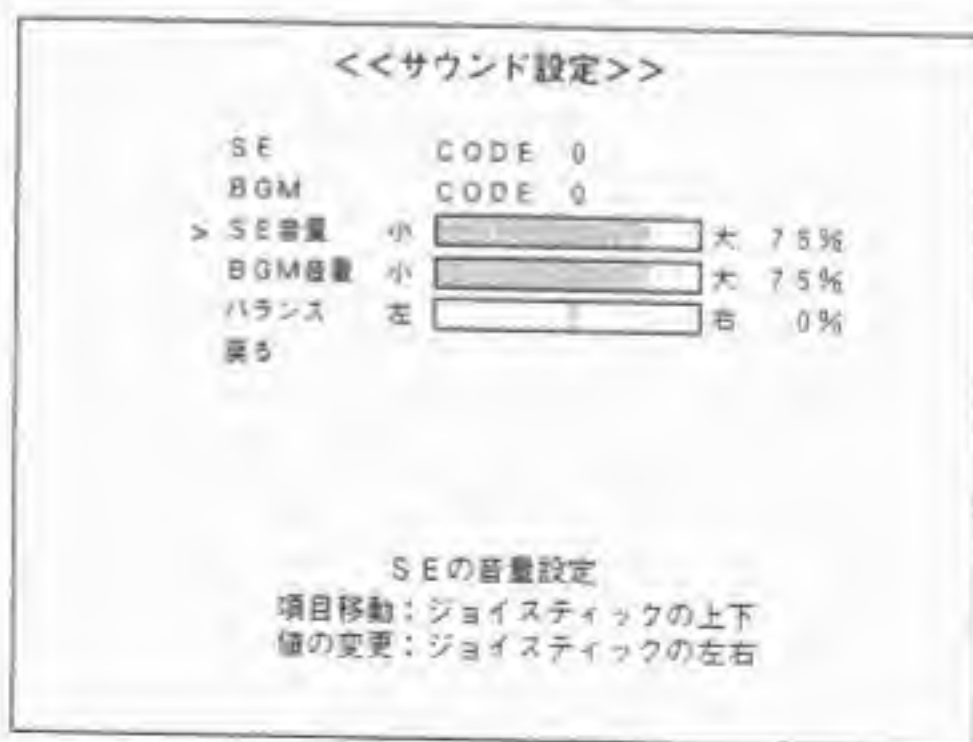 ＜＜サウンド設定＞＞
ＳＥ ＣＯＤＥ ０
ＢＧＭ ＣＯＤＥ ０
＞ ＳＥ音量 小 大 ７５％
ＢＧＭ音量 小 大 ７５％
バランス 左 右 ０％
戻る
ＳＥの音量設定
項目移動：ジョイスティックの上下
値の変更：ジョイスティックの左右